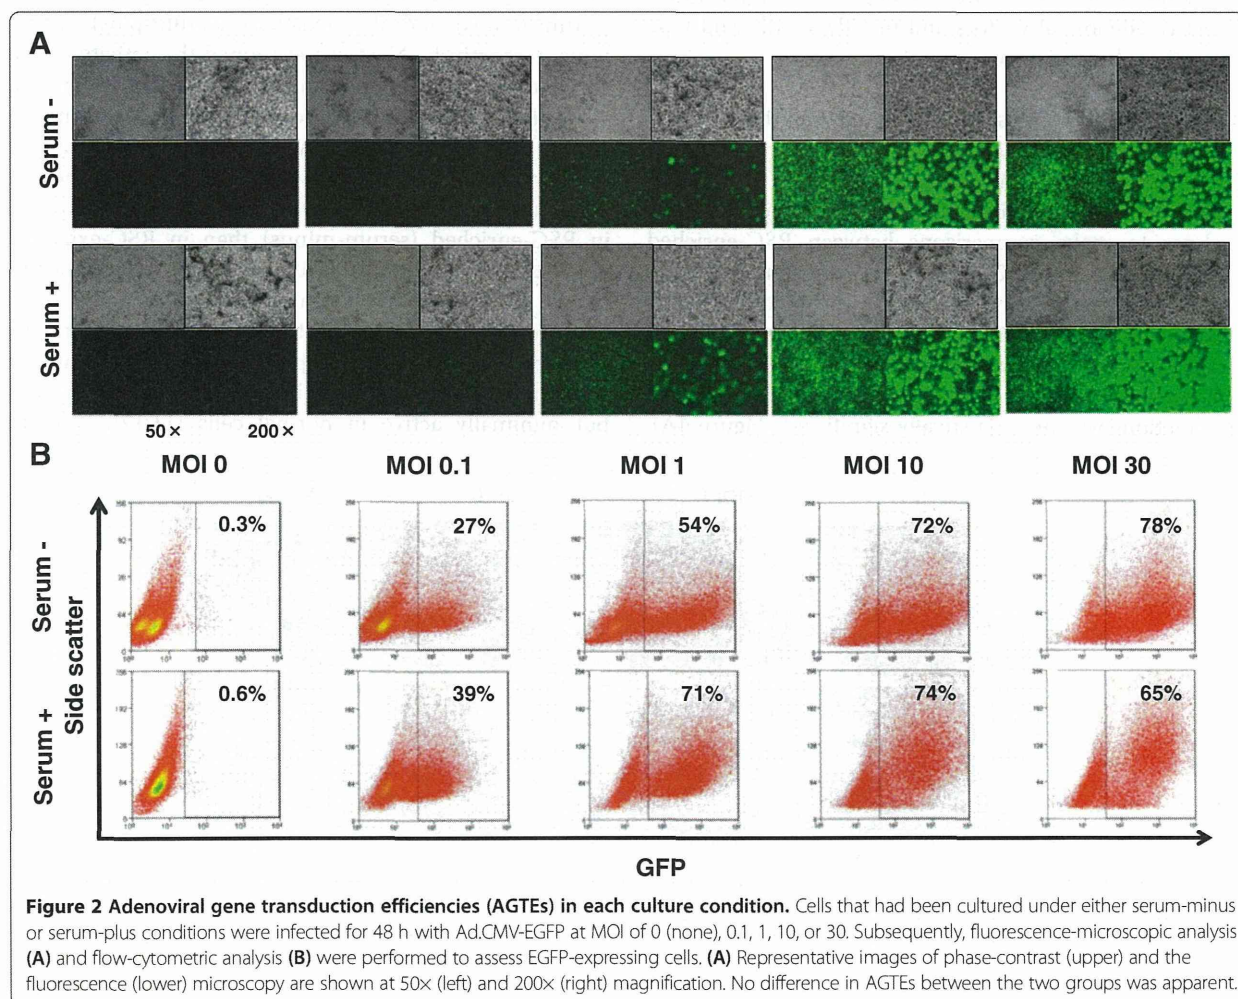 A
Serum -
Serum +
50× 200×
B
MOI 0 MOI 0.1 MOI 1 MOI 10 MOI 30
Serum -
0.3% 27% 54% 72% 78%
Side scatter
Serum +
0.6% 39% 71% 74% 65%
GFP
Figure 2 Adenoviral gene transduction efficiencies (AGTEs) in each culture condition. Cells that had been cultured under either serum-minus
or serum-plus conditions were infected for 48 h with Ad.CMV-EGFP at MOI of 0 (none), 0.1, 1, 10, or 30. Subsequently, fluorescence-microscopic analysis
(A) and flow-cytometric analysis (B) were performed to assess EGFP-expressing cells. (A) Representative images of phase-contrast (upper) and the
fluorescence (lower) microscopy are shown at 50× (left) and 200× (right) magnification. No difference in AGTEs between the two groups was apparent.